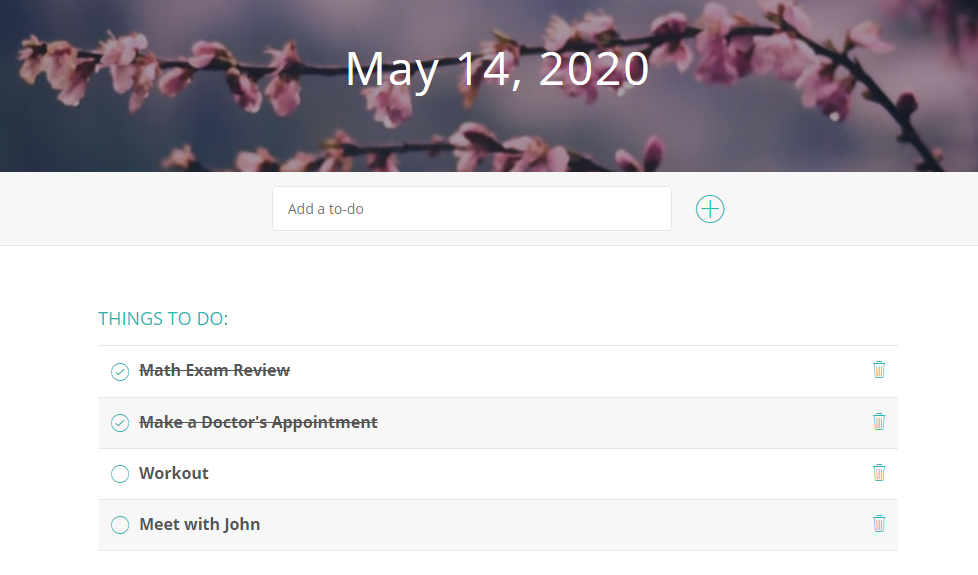 May 14, 2020
Add a to-do
THINGS TO DO:
Math Exam Review
Make a Doctor's Appointment
Workout
Meet with John